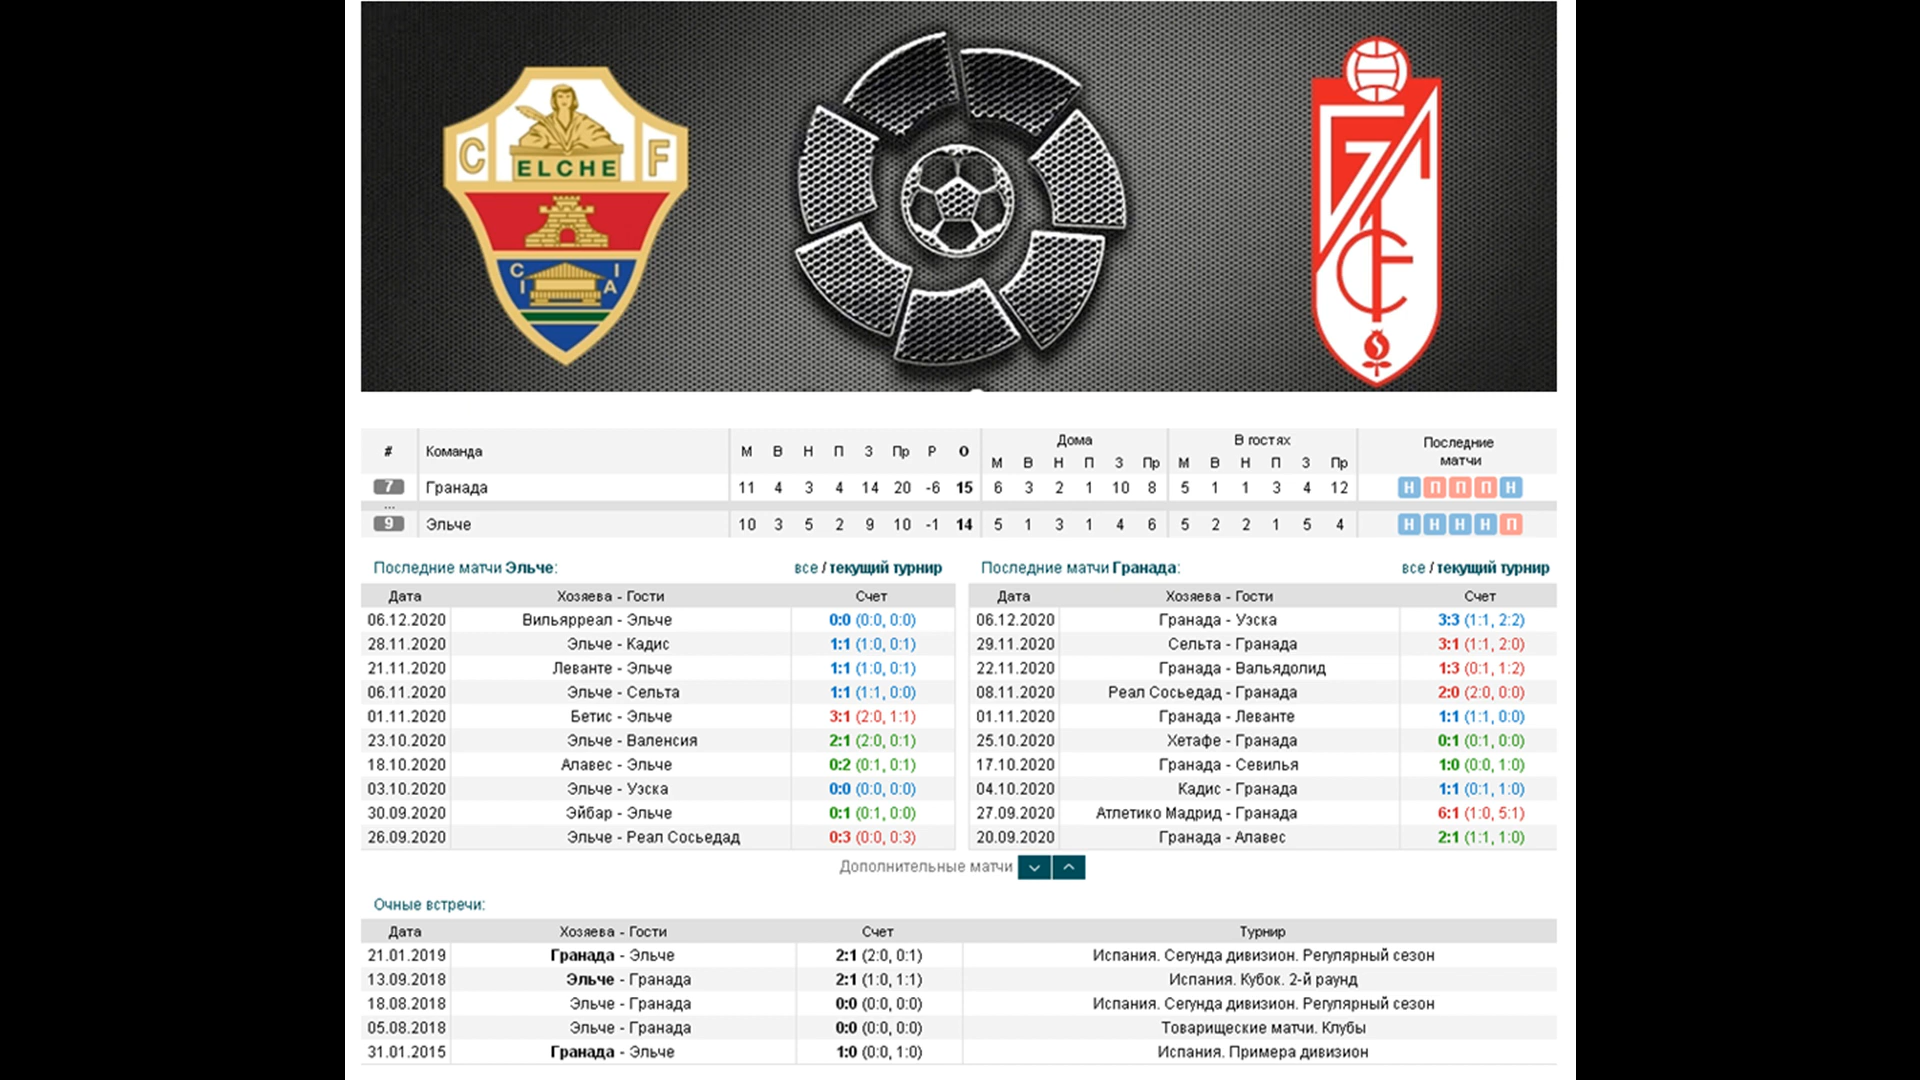 C ELCHE F
C I
I A
Дома В гостях Последние матчи
# Команда М В Н П З Пр Р О М В Н П З Пр М В Н П З Пр
7 Гранада 11 4 3 4 14 20 -6 15 6 3 2 1 10 8 5 1 1 3 4 12 Н П П П Н
...
9 Эльче 10 3 5 2 9 10 -1 14 5 1 3 1 4 6 5 2 2 1 5 4 Н Н Н Н П
Последние матчи Эльче: все / текущий турнир
Дата Хозяева - Гости Счет
06.12.2020 Вильярреал - Эльче 0:0 (0:0, 0:0)
28.11.2020 Эльче - Кадис 1:1 (1:0, 0:1)
21.11.2020 Леванте - Эльче 1:1 (1:0, 0:1)
06.11.2020 Эльче - Сельта 1:1 (1:1, 0:0)
01.11.2020 Бетис - Эльче 3:1 (2:0, 1:1)
23.10.2020 Эльче - Валенсия 2:1 (2:0, 0:1)
18.10.2020 Алавес - Эльче 0:2 (0:1, 0:1)
03.10.2020 Эльче - Уэска 0:0 (0:0, 0:0)
30.09.2020 Эйбар - Эльче 0:1 (0:1, 0:0)
26.09.2020 Эльче - Реал Сосьедад 0:3 (0:0, 0:3)
Последние матчи Гранада: все / текущий турнир
Дата Хозяева - Гости Счет
06.12.2020 Гранада - Уэска 3:3 (1:1, 2:2)
29.11.2020 Сельта - Гранада 3:1 (1:1, 2:0)
22.11.2020 Гранада - Вальядолид 1:3 (0:1, 1:2)
08.11.2020 Реал Сосьедад - Гранада 2:0 (2:0, 0:0)
01.11.2020 Гранада - Леванте 1:1 (1:1, 0:0)
25.10.2020 Хетафе - Гранада 0:1 (0:1, 0:0)
17.10.2020 Гранада - Севилья 1:0 (0:0, 1:0)
04.10.2020 Кадис - Гранада 1:1 (0:1, 1:0)
27.09.2020 Атлетико Мадрид - Гранада 6:1 (1:0, 5:1)
20.09.2020 Гранада - Алавес 2:1 (1:1, 1:0)
Дополнительные матчи
Очные встречи:
Дата Хозяева - Гости Счет Турнир
21.01.2019 Гранада - Эльче 2:1 (2:0, 0:1) Испания. Сегунда дивизион. Регулярный сезон
13.09.2018 Эльче - Гранада 2:1 (1:0, 1:1) Испания. Кубок. 2-й раунд
18.08.2018 Эльче - Гранада 0:0 (0:0, 0:0) Испания. Сегунда дивизион. Регулярный сезон
05.08.2018 Эльче - Гранада 0:0 (0:0, 0:0) Товарищеские матчи. Клубы
31.01.2015 Гранада - Эльче 1:0 (0:0, 1:0) Испания. Примера дивизион